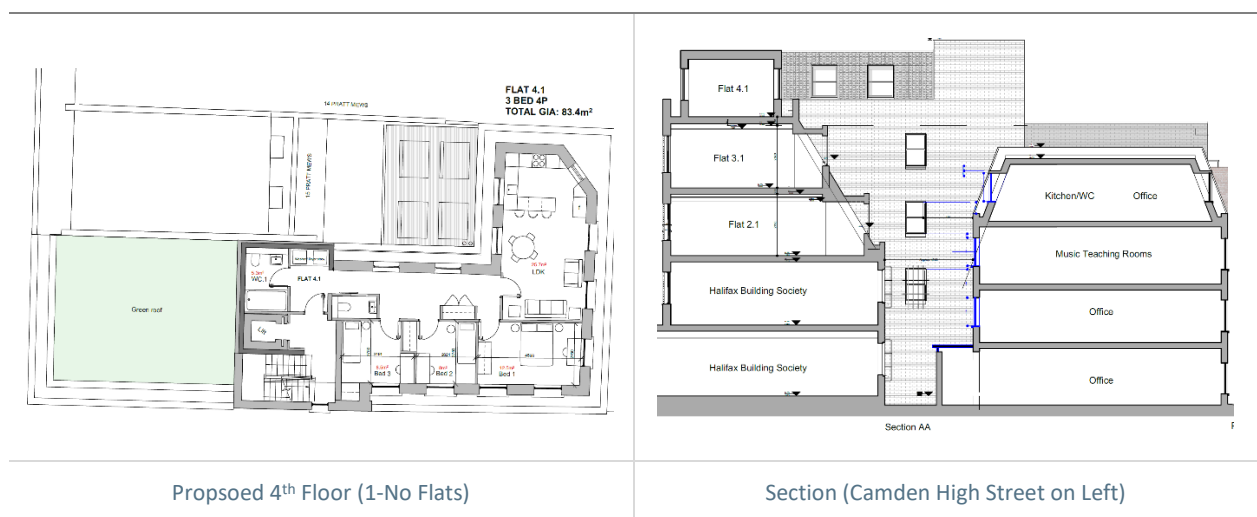 FLAT 4.1
3 BED 4P
TOTAL GIA: 83.4m²
14 PRATT MEWS
15 PRATT MEWS
WC.1
FLAT 4.1
LDK
Green roof
Lift
Bed 3
Bed 2
Bed 1
Flat 4.1
Flat 3.1
Flat 2.1
Kitchen/WC
Office
Music Teaching Rooms
Halifax Building Society
Office
Halifax Building Society
Office
Section AA
Propsoed 4th Floor (1-No Flats)
Section (Camden High Street on Left)